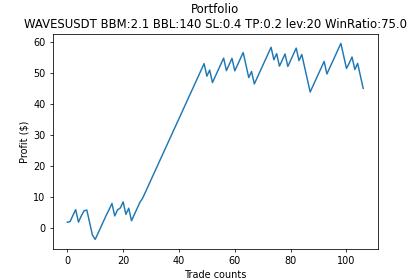 Portfolio
WAVESUSDT BBM:2.1 BBL:140 SL:0.4 TP:0.2 lev:20 WinRatio:75.0
60
50
40
30
20
10
0
Profit ($)
0 20 40 60 80 100
Trade counts